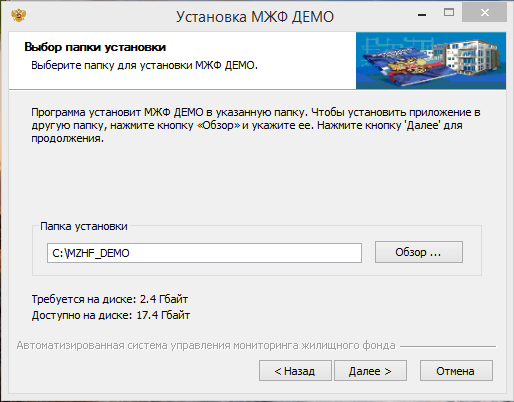 Установка МЖФ ДЕМО
Выбор папки установки
Выберите папку для установки МЖФ ДЕМО.
Программа установит МЖФ ДЕМО в указанную папку. Чтобы установить приложение в
другую папку, нажмите кнопку «Обзор» и укажите ее. Нажмите кнопку 'Далее' для
продолжения.
Папка установки
C:\MZHF_DEMO
Обзор ...
Требуется на диске: 2.4 Гбайт
Доступно на диске: 17.4 Гбайт
Автоматизированная система управления мониторинга жилищного фонда
< Назад
Далее >
Отмена